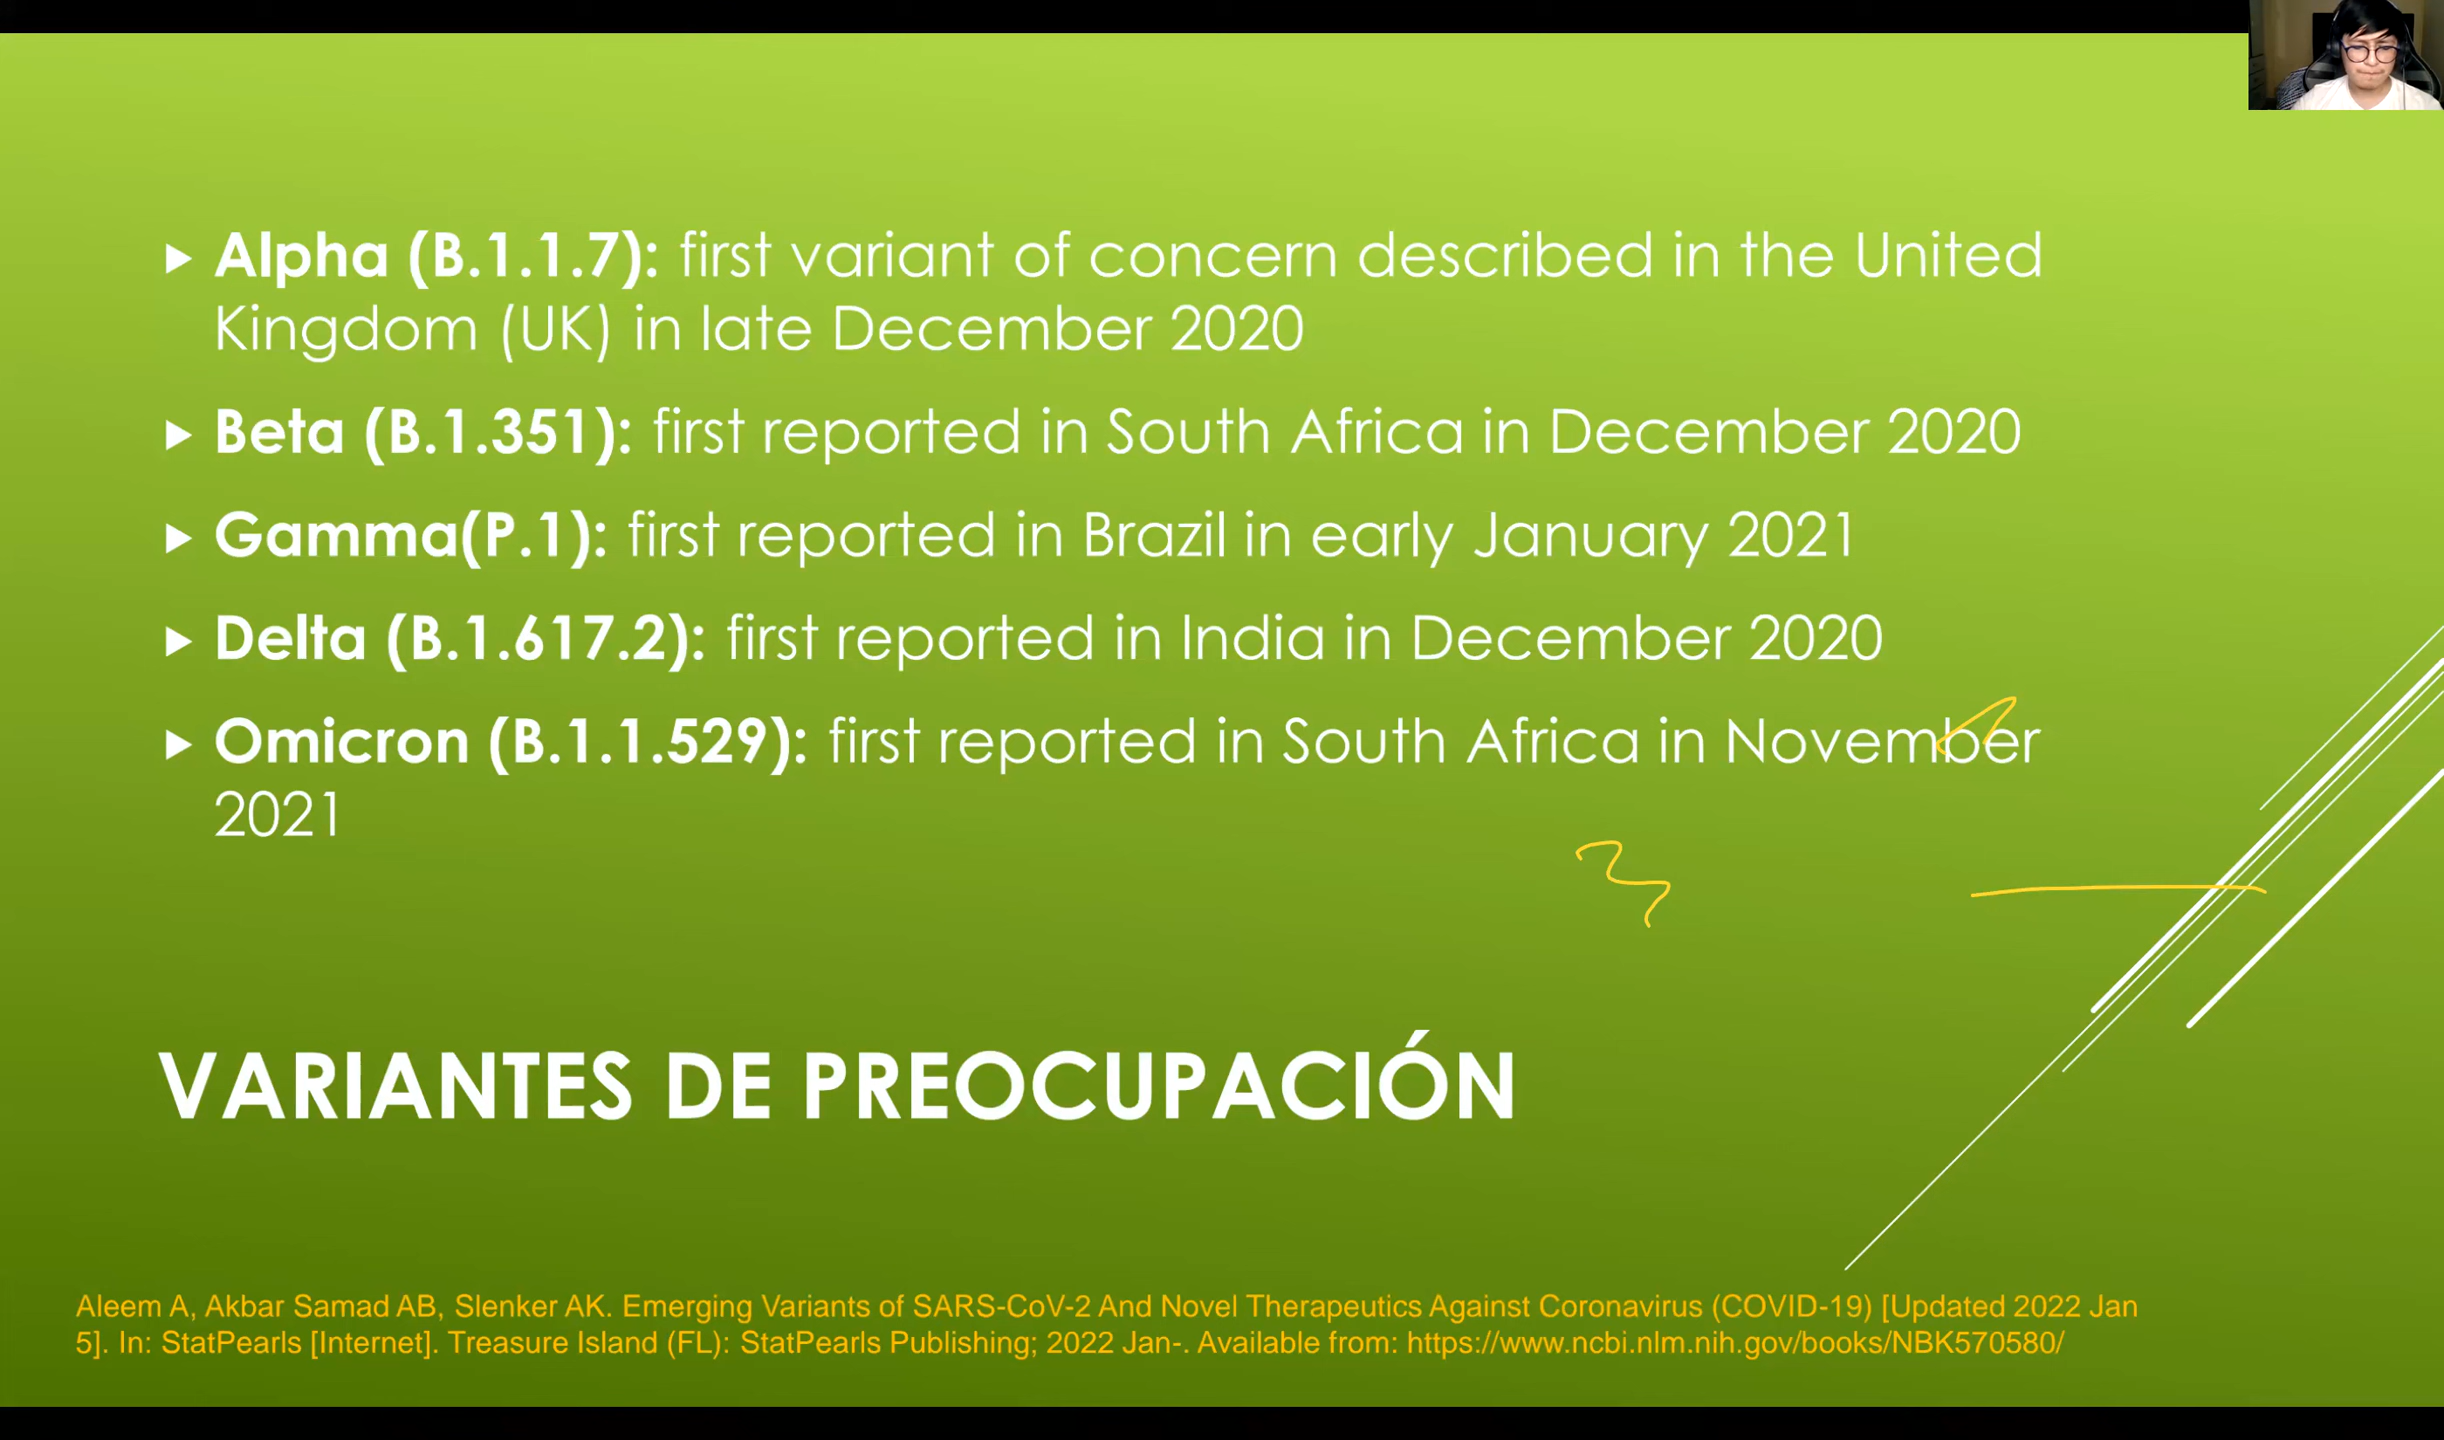 Alpha (B.1.1.7): first variant of concern described in the United
Kingdom (UK) in late December 2020
Beta (B.1.351): first reported in South Africa in December 2020
Gamma(P.1): first reported in Brazil in early January 2021
Delta (B.1.617.2): first reported in India in December 2020
Omicron (B.1.1.529): first reported in South Africa in November
2021
VARIANTES DE PREOCUPACIÓN
Aleem A, Akbar Samad AB, Slenker AK. Emerging Variants of SARS-CoV-2 And Novel Therapeutics Against Coronavirus (COVID-19) [Updated 2022 Jan
5]. In: StatPearls [Internet]. Treasure Island (FL): StatPearls Publishing; 2022 Jan-. Available from: https://www.ncbi.nlm.nih.gov/books/NBK570580/